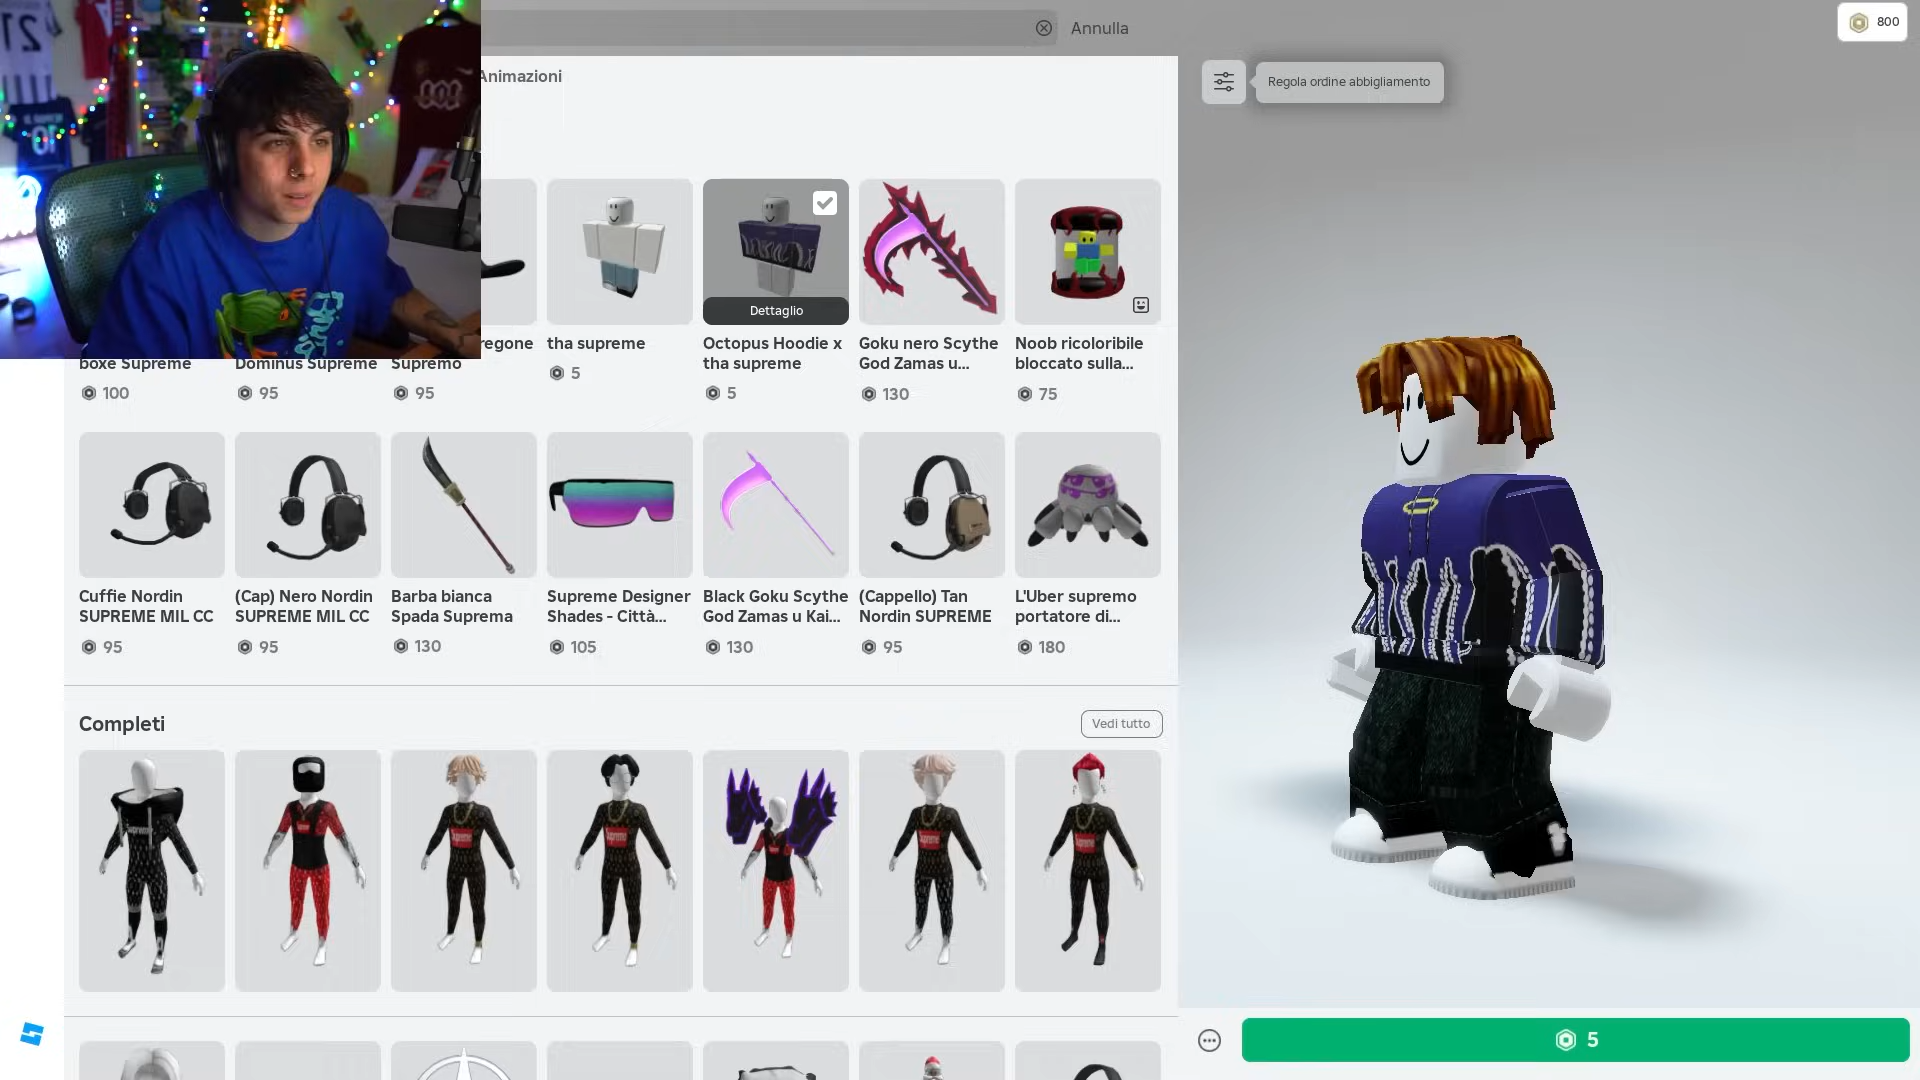 Annulla
800
Animazioni
Regola ordine abbigliamento
Dettaglio
boxe Supreme
100
Dominus Supreme
95
Supremo
95
tha supreme
5
Octopus Hoodie x
tha supreme
5
Goku nero Scythe
God Zamas u...
130
Noob ricoloribile
bloccato sulla...
75
Cuffie Nordin
SUPREME MIL CC
95
(Cap) Nero Nordin
SUPREME MIL CC
95
Barba bianca
Spada Suprema
130
Supreme Designer
Shades - Città...
105
Black Goku Scythe
God Zamas u Kai...
130
(Cappello) Tan
Nordin SUPREME
95
L'Uber supremo
portatore di...
180
Completi
Vedi tutto
5